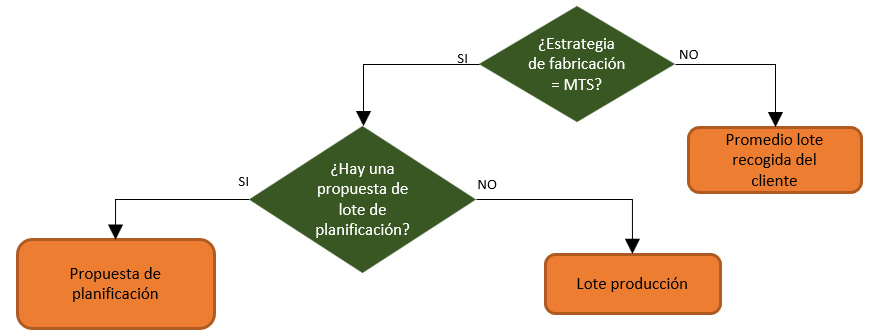 ¿Estrategia
de fabricación
= MTS?
SI
NO
Promedio lote
recogida del
cliente
¿Hay una
propuesta de
lote de
planificación?
SI
NO
Propuesta de
planificación
Lote producción